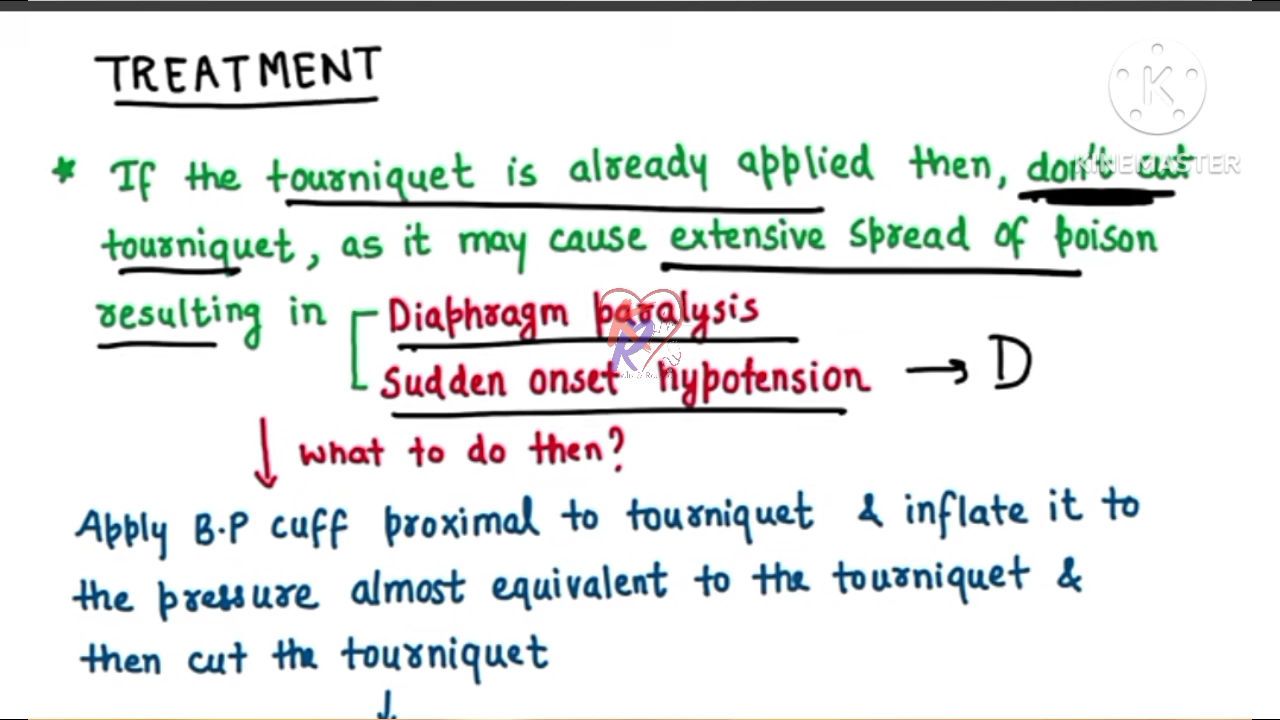 TREATMENT
K
KINEMASTER
* If the tourniquet is already applied then, don't cut
tourniquet, as it may cause extensive spread of poison
resulting in
Diaphragm paralysis
Sudden onset hypotension → D
↓ what to do then?
Apply B.P cuff proximal to tourniquet & inflate it to
the pressure almost equivalent to the tourniquet &
then cut the tourniquet
↓